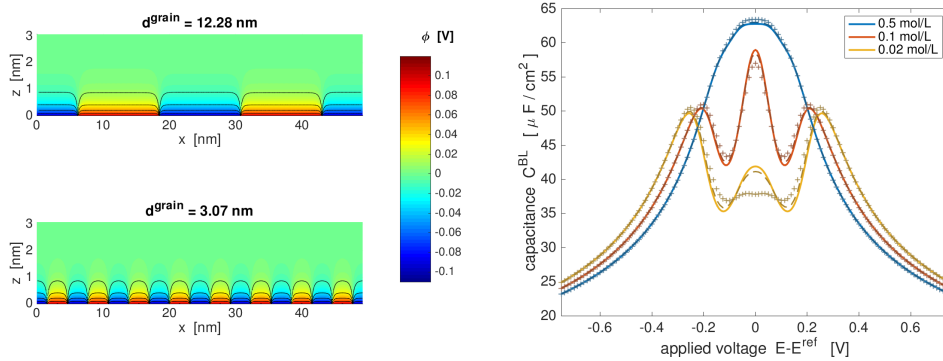 d^grain = 12.28 nm
3
2
1
0
z [nm]
0 10 20 30 40
x [nm]
d^grain = 3.07 nm
3
2
1
0
z [nm]
0 10 20 30 40
x [nm]
ϕ [V]
0.1
0.08
0.06
0.04
0.02
0
-0.02
-0.04
-0.06
-0.08
-0.1
65
60
55
50
45
40
35
30
25
20
capacitance C^BL [ μ F / cm^2 ]
0.5 mol/L
0.1 mol/L
0.02 mol/L
-0.6 -0.4 -0.2 0 0.2 0.4 0.6
applied voltage E-E^ref [V]